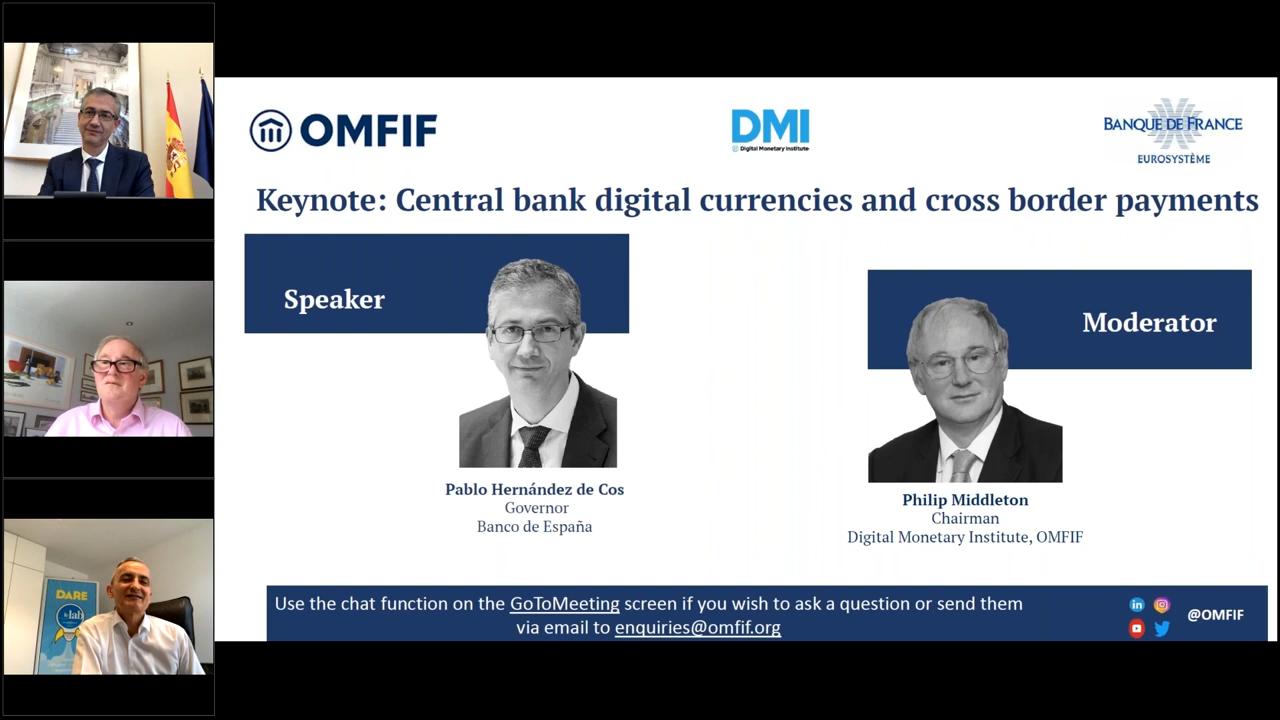 OMFIF
DMI
Digital Monetary Institute
BANQUE DE FRANCE
EUROSYSTÈME
Keynote: Central bank digital currencies and cross border payments
Speaker
Moderator
Pablo Hernández de Cos
Governor
Banco de España
Philip Middleton
Chairman
Digital Monetary Institute, OMFIF
Use the chat function on the GoToMeeting screen if you wish to ask a question or send them
via email to enquiries@omfif.org
@OMFIF
DARE
lab